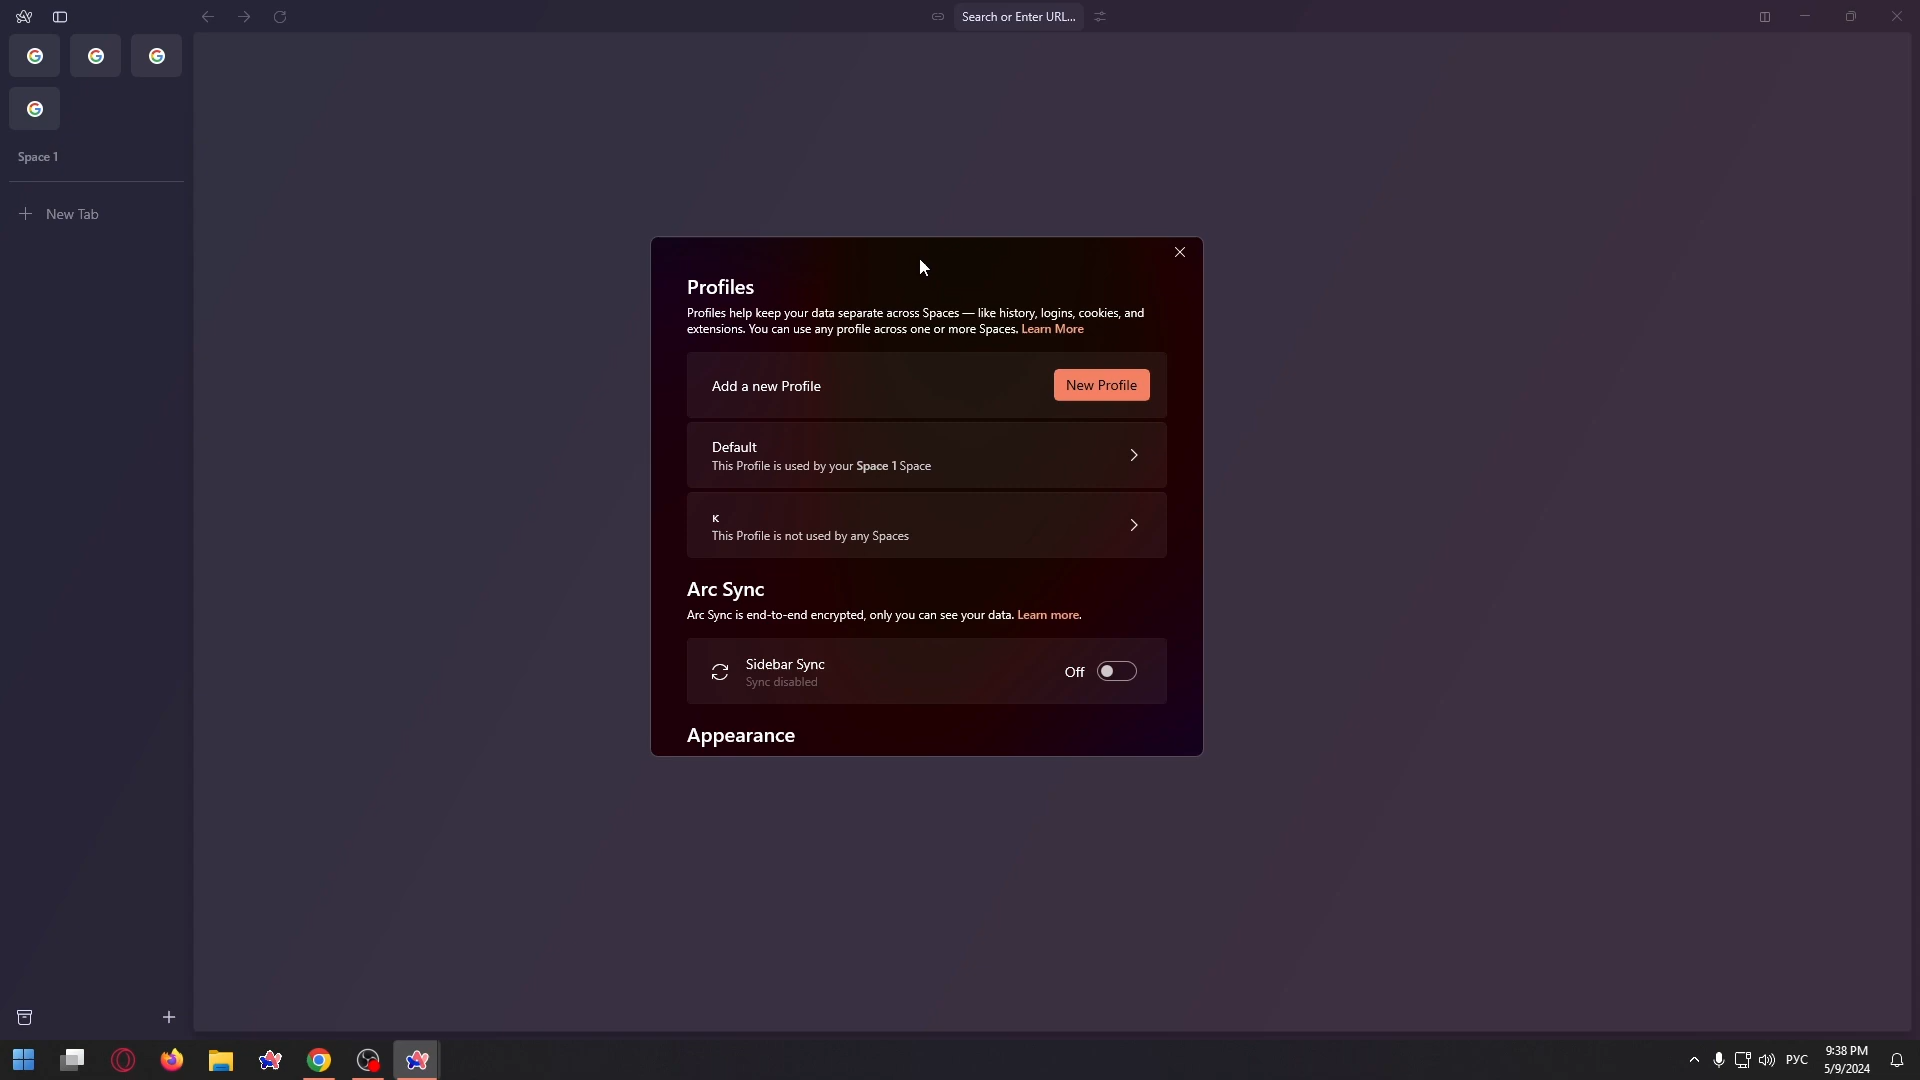 Search or Enter URL...
Space 1
New Tab
Profiles
Profiles help keep your data separate across Spaces — like history, logins, cookies, and
extensions. You can use any profile across one or more Spaces. Learn More
Add a new Profile
New Profile
Default
This Profile is used by your Space 1 Space
K
This Profile is not used by any Spaces
Arc Sync
Arc Sync is end-to-end encrypted, only you can see your data. Learn more.
Sidebar Sync
Off
Sync disabled
Appearance
РУС
9:38 PM
5/9/2024